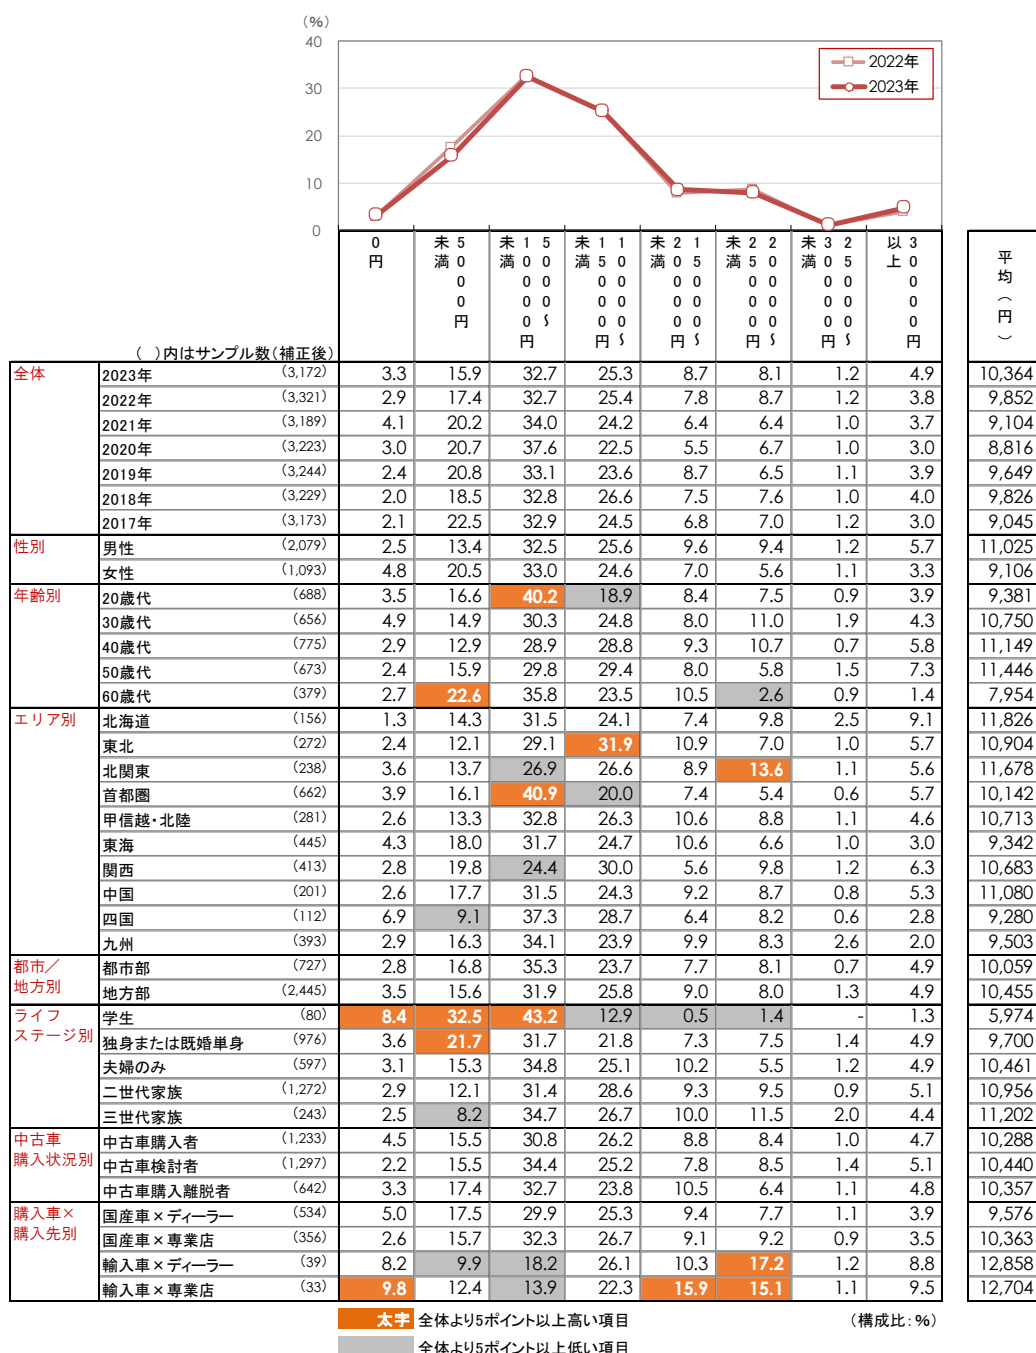 (%)
40
30
20
10
0
2022年
2023年
0円
5000円未満
5000~10000円未満
10000~15000円未満
15000~20000円未満
20000~25000円未満
25000~30000円未満
30000円以上
平均(円)
( )内はサンプル数(補正後)
全体 2023年 (3,172) 3.3 15.9 32.7 25.3 8.7 8.1 1.2 4.9 10,364
2022年 (3,321) 2.9 17.4 32.7 25.4 7.8 8.7 1.2 3.8 9,852
2021年 (3,189) 4.1 20.2 34.0 24.2 6.4 6.4 1.0 3.7 9,104
2020年 (3,223) 3.0 20.7 37.6 22.5 5.5 6.7 1.0 3.0 8,816
2019年 (3,244) 2.4 20.8 33.1 23.6 8.7 6.5 1.1 3.9 9,649
2018年 (3,229) 2.0 18.5 32.8 26.6 7.5 7.6 1.0 4.0 9,826
2017年 (3,173) 2.1 22.5 32.9 24.5 6.8 7.0 1.2 3.0 9,045
性別 男性 (2,079) 2.5 13.4 32.5 25.6 9.6 9.4 1.2 5.7 11,025
女性 (1,093) 4.8 20.5 33.0 24.6 7.0 5.6 1.1 3.3 9,106
年齢別 20歳代 (688) 3.5 16.6 40.2 18.9 8.4 7.5 0.9 3.9 9,381
30歳代 (656) 4.9 14.9 30.3 24.8 8.0 11.0 1.9 4.3 10,750
40歳代 (775) 2.9 12.9 28.9 28.8 9.3 10.7 0.7 5.8 11,149
50歳代 (673) 2.4 15.9 29.8 29.4 8.0 5.8 1.5 7.3 11,446
60歳代 (379) 2.7 22.6 35.8 23.5 10.5 2.6 0.9 1.4 7,954
エリア別 北海道 (156) 1.3 14.3 31.5 24.1 7.4 9.8 2.5 9.1 11,826
東北 (272) 2.4 12.1 29.1 31.9 10.9 7.0 1.0 5.7 10,904
北関東 (238) 3.6 13.7 26.9 26.6 8.9 13.6 1.1 5.6 11,678
首都圏 (662) 3.9 16.1 40.9 20.0 7.4 5.4 0.6 5.7 10,142
甲信越・北陸 (281) 2.6 13.3 32.8 26.3 10.6 8.8 1.1 4.6 10,713
東海 (445) 4.3 18.0 31.7 24.7 10.6 6.6 1.0 3.0 9,342
関西 (413) 2.8 19.8 24.4 30.0 5.6 9.8 1.2 6.3 10,683
中国 (201) 2.6 17.7 31.5 24.3 9.2 8.7 0.8 5.3 11,080
四国 (112) 6.9 9.1 37.3 28.7 6.4 8.2 0.6 2.8 9,280
九州 (393) 2.9 16.3 34.1 23.9 9.9 8.3 2.6 2.0 9,503
都市/ 都市部 (727) 2.8 16.8 35.3 23.7 7.7 8.1 0.7 4.9 10,059
地方別 地方部 (2,445) 3.5 15.6 31.9 25.8 9.0 8.0 1.3 4.9 10,455
ライフ 学生 (80) 8.4 32.5 43.2 12.9 0.5 1.4 - 1.3 5,974
ステージ別 独身または既婚単身 (976) 3.6 21.7 31.7 21.8 7.3 7.5 1.4 4.9 9,700
夫婦のみ (597) 3.1 15.3 34.8 25.1 10.2 5.5 1.2 4.9 10,461
二世代家族 (1,272) 2.9 12.1 31.4 28.6 9.3 9.5 0.9 5.1 10,956
三世代家族 (243) 2.5 8.2 34.7 26.7 10.0 11.5 2.0 4.4 11,202
中古車 中古車購入者 (1,233) 4.5 15.5 30.8 26.2 8.8 8.4 1.0 4.7 10,288
購入状況別 中古車検討者 (1,297) 2.2 15.5 34.4 25.2 7.8 8.5 1.4 5.1 10,440
中古車購入離脱者 (642) 3.3 17.4 32.7 23.8 10.5 6.4 1.1 4.8 10,357
購入車× 国産車×ディーラー (534) 5.0 17.5 29.9 25.3 9.4 7.7 1.1 3.9 9,576
購入先別 国産車×専業店 (356) 2.6 15.7 32.3 26.7 9.1 9.2 0.9 3.5 10,363
輸入車×ディーラー (39) 8.2 9.9 18.2 26.1 10.3 17.2 1.2 8.8 12,858
輸入車×専業店 (33) 9.8 12.4 13.9 22.3 15.9 15.1 1.1 9.5 12,704
太字 全体より5ポイント以上高い項目 (構成比:%)
全体より5ポイント以上低い項目